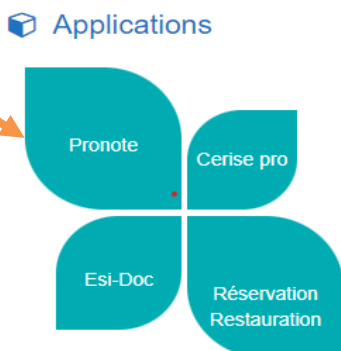 Applications
Pronote
Cerise pro
Esi-Doc
Réservation
Restauration